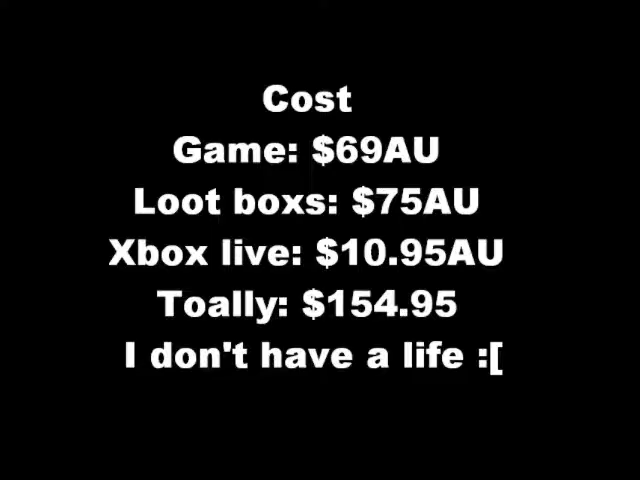 Cost
Game: $69AU
Loot boxs: $75AU
Xbox live: $10.95AU
Toally: $154.95
I don't have a life :[